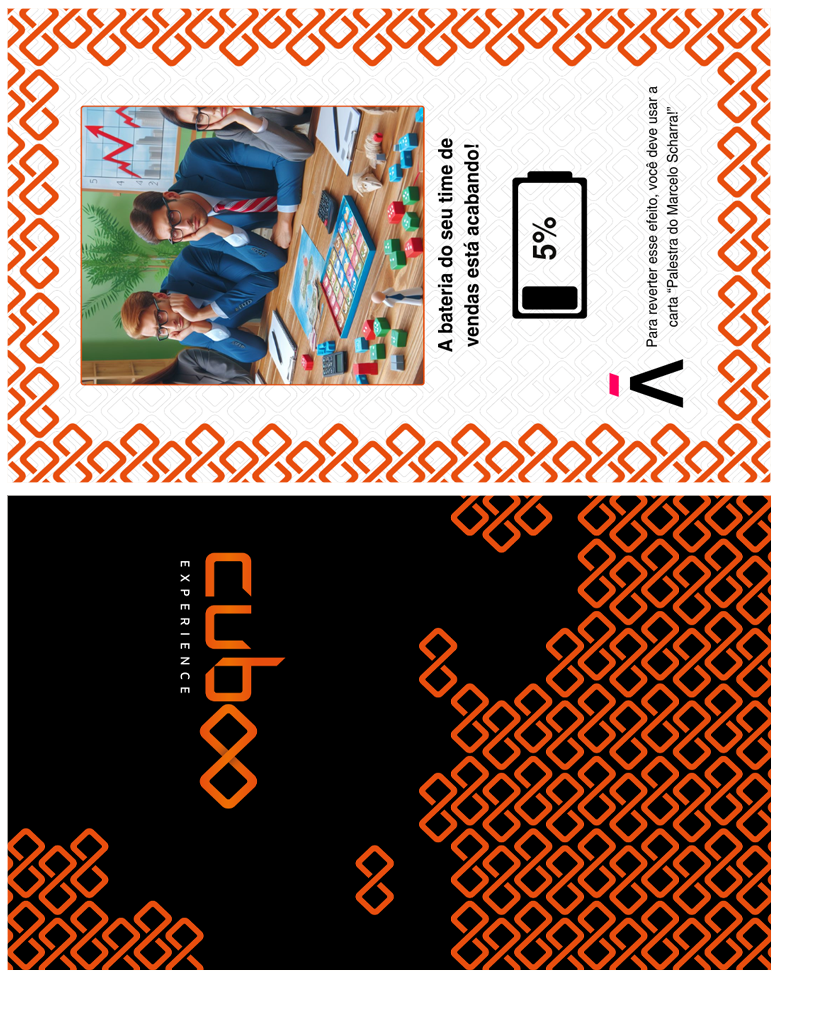 A bateria do seu time de
vendas está acabando!
5%
Para reverter esse efeito, você deve usar a
carta “Palestra do Marcelo Scharra!”
V
cuboo
EXPERIENCE